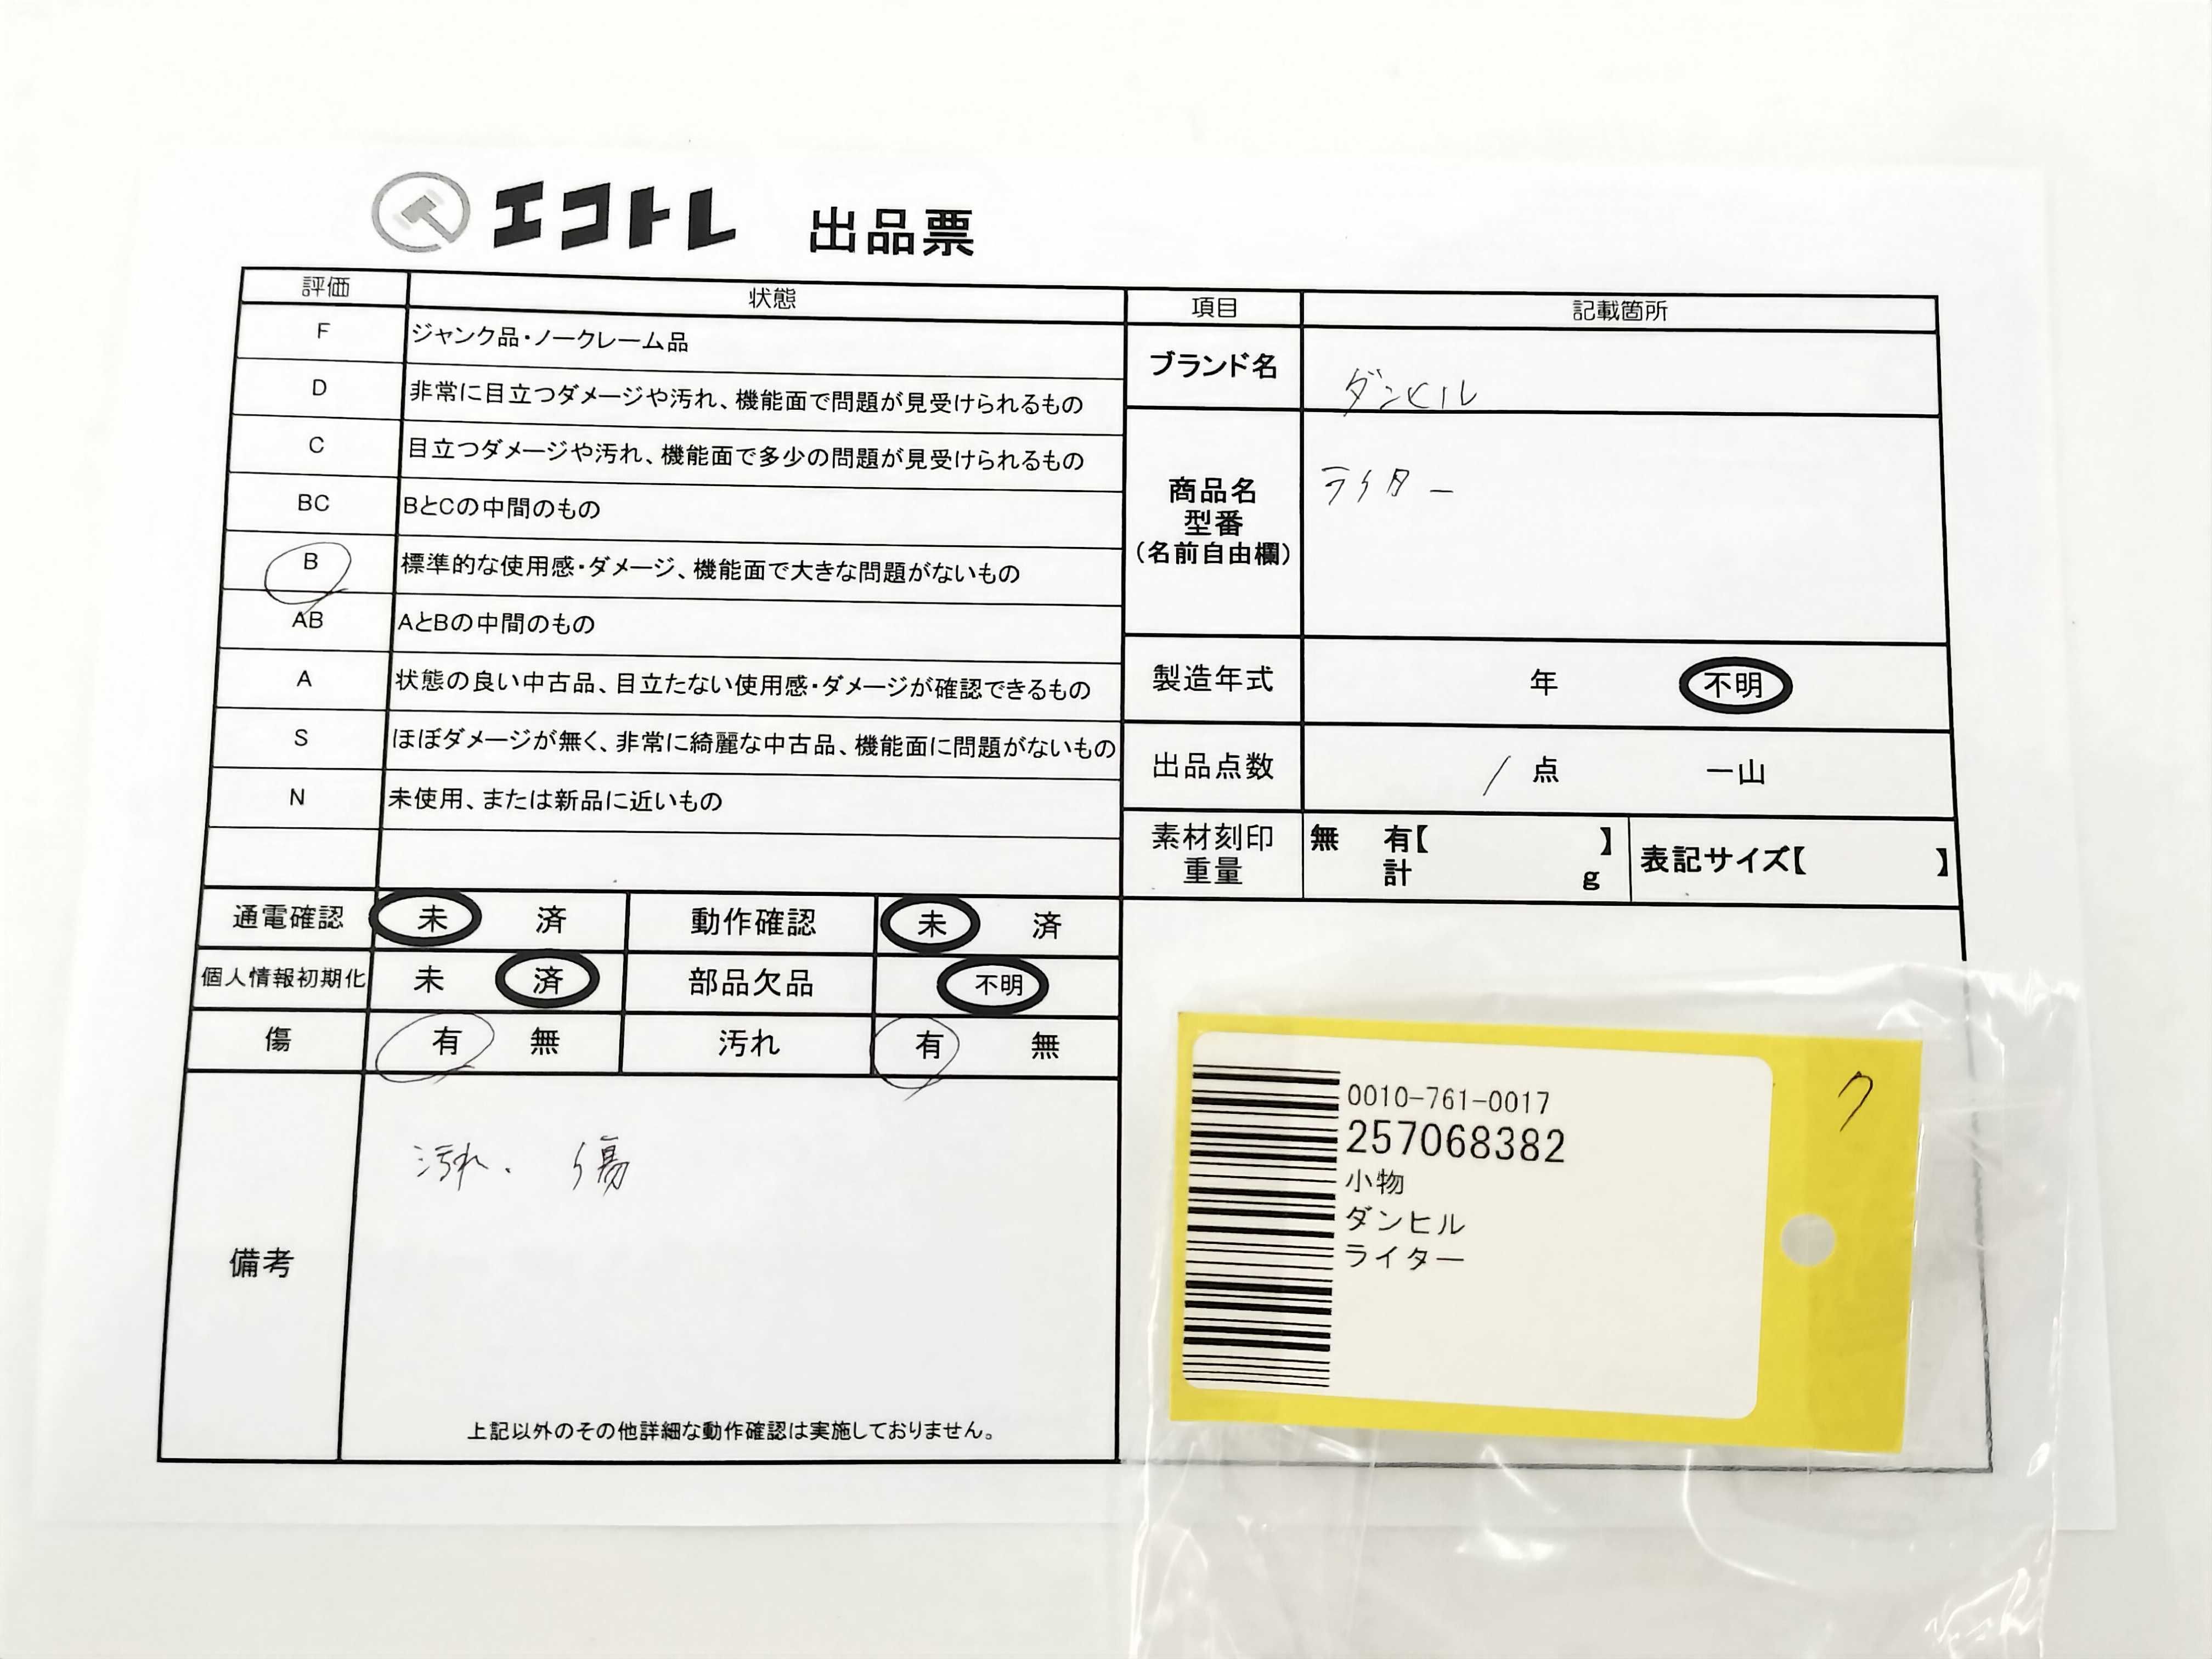 エコトレ 出品票
評価 状態
F ジャンク品・ノークレーム品
D 非常に目立つダメージや汚れ、機能面で問題が見受けられるもの
C 目立つダメージや汚れ、機能面で多少の問題が見受けられるもの
BC BとCの中間のもの
B 標準的な使用感・ダメージ、機能面で大きな問題がないもの
AB AとBの中間のもの
A 状態の良い中古品、目立たない使用感・ダメージが確認できるもの
S ほぼダメージが無く、非常に綺麗な中古品、機能面に問題がないもの
N 未使用、または新品に近いもの
通電確認 未 済 動作確認 未 済
個人情報初期化 未 済 部品欠品 不明
傷 有 無 汚れ 有 無
備考
汚れ. 傷
上記以外のその他詳細な動作確認は実施しておりません。
項目 記載箇所
ブランド名 ダンヒル
商品名
型番
(名前自由欄)
ライター
製造年式 年 不明
出品点数 1 点 一山
素材刻印 無 有【 】
重量 計 g
表記サイズ【 】
0010-761-0017
257068382
小物
ダンヒル
ライター
ク